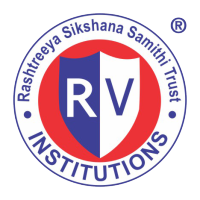 Rashtreeya Sikshana Samithi Trust
®
RV
• INSTITUTIONS •